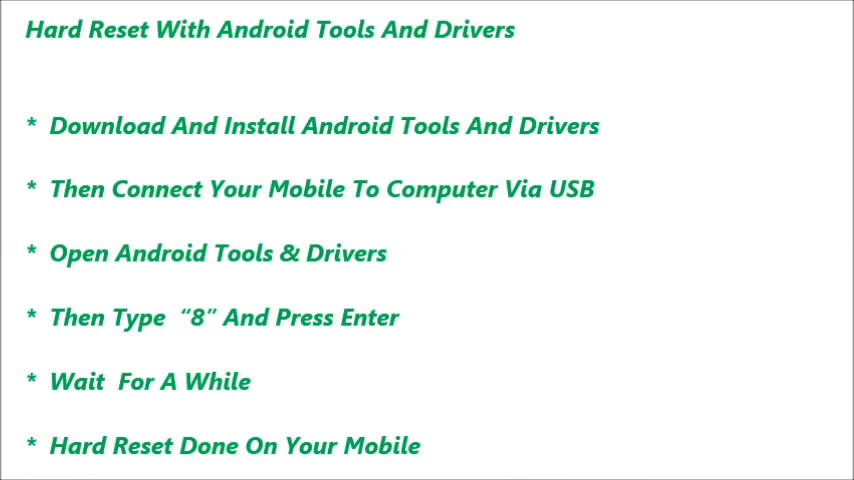 Hard Reset With Android Tools And Drivers
* Download And Install Android Tools And Drivers
* Then Connect Your Mobile To Computer Via USB
* Open Android Tools & Drivers
* Then Type “8” And Press Enter
* Wait For A While
* Hard Reset Done On Your Mobile